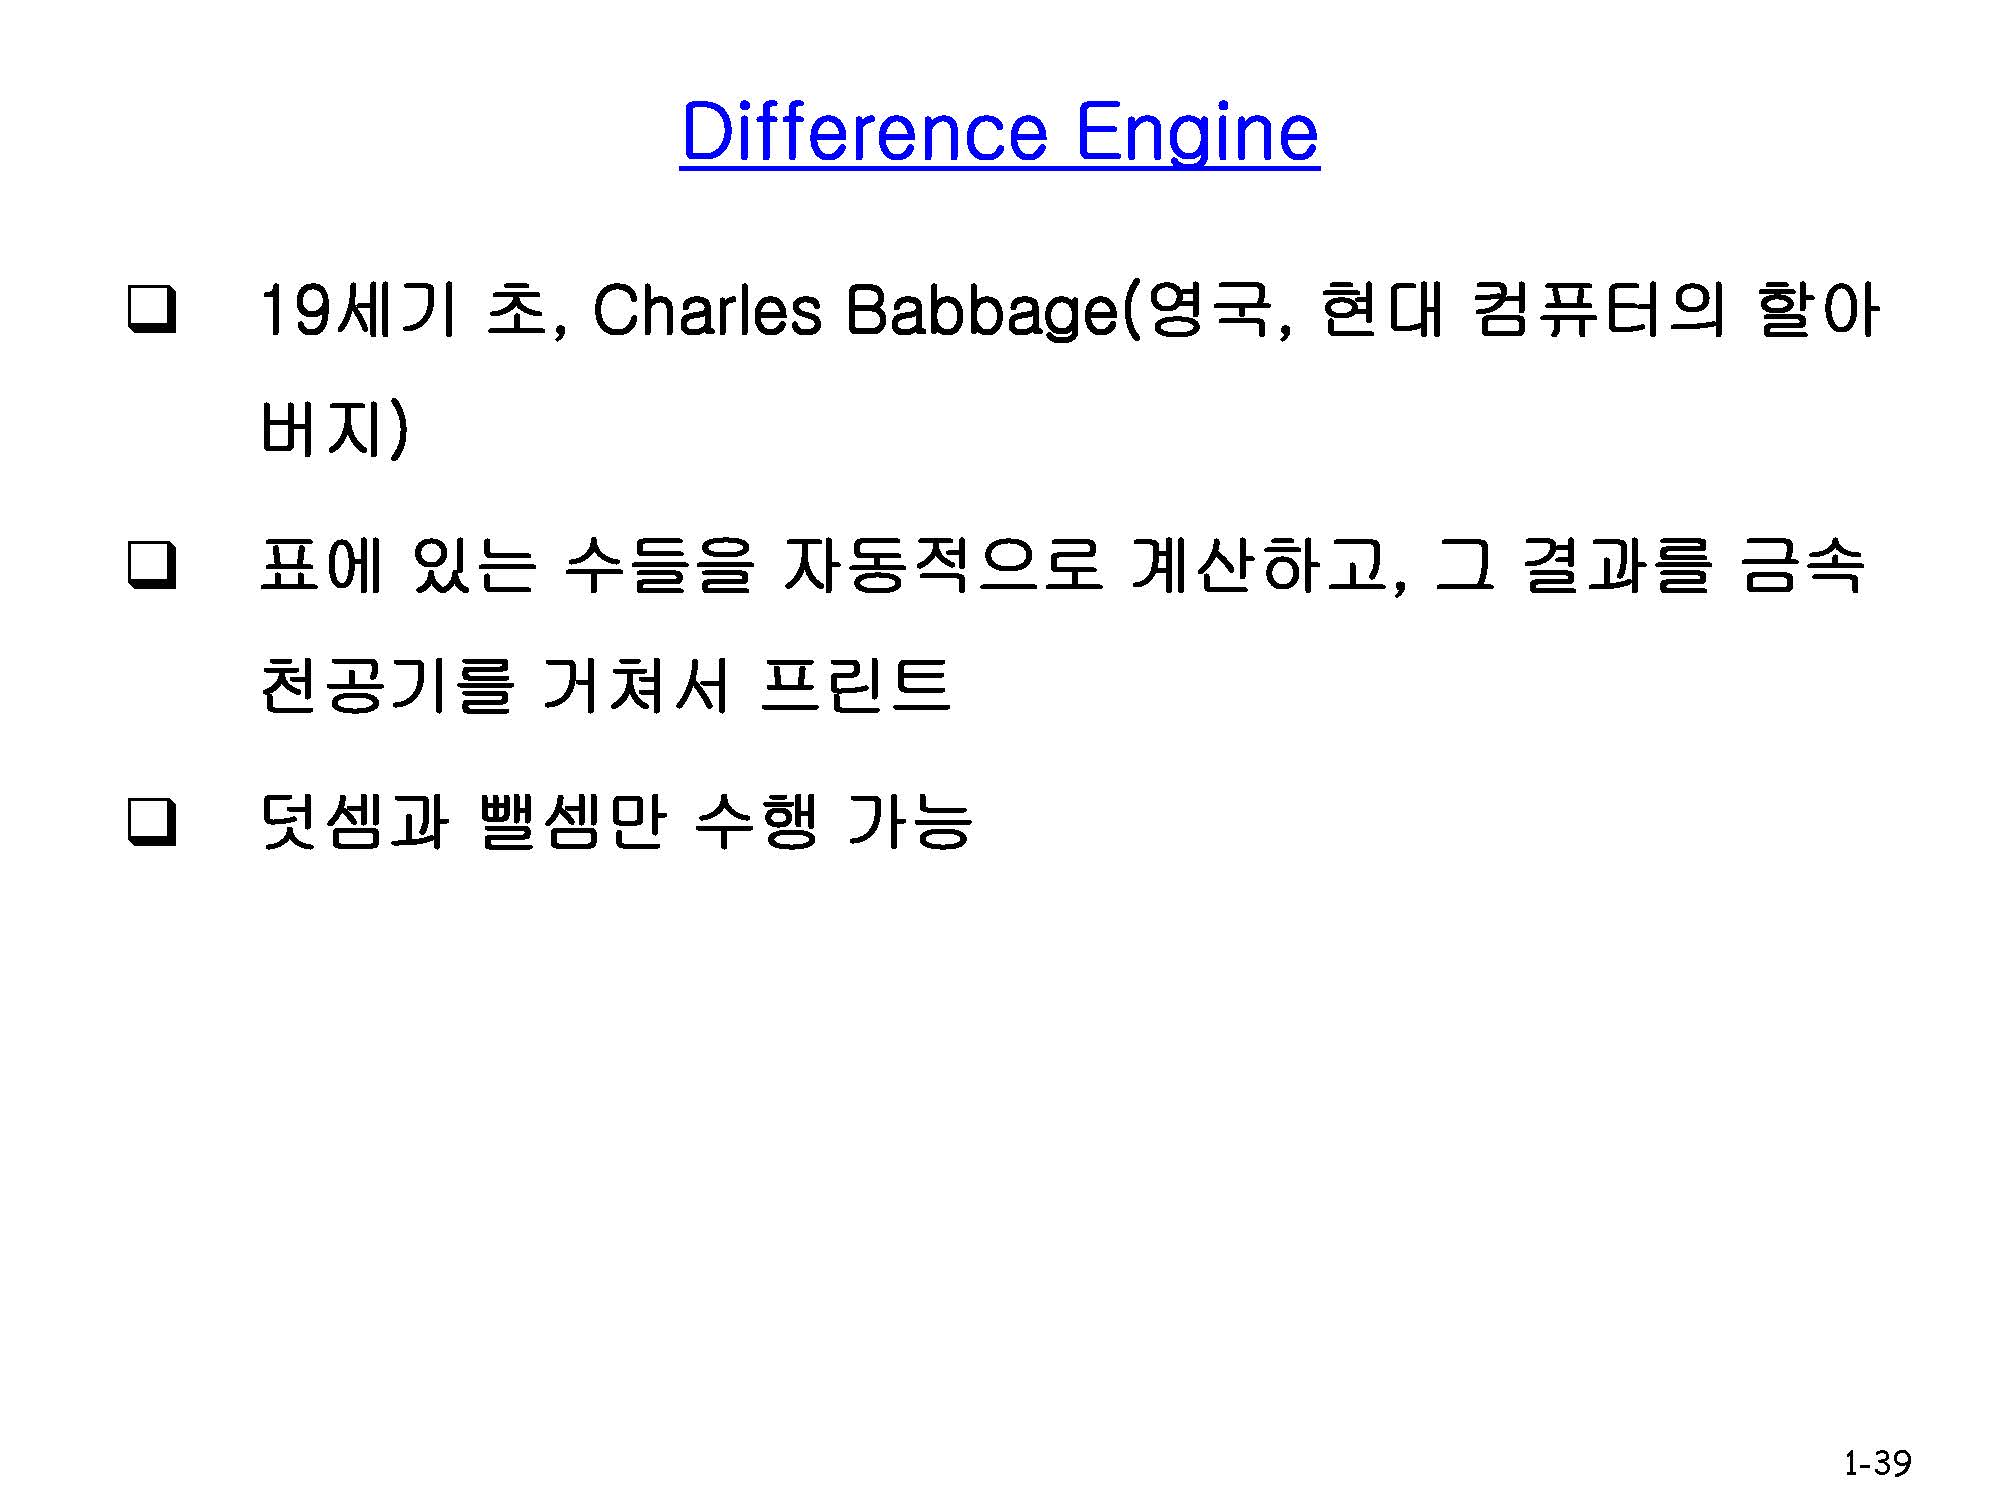 Difference Engine
❑ 19세기 초, Charles Babbage(영국, 현대 컴퓨터의 할아
버지)
❑ 표에 있는 수들을 자동적으로 계산하고, 그 결과를 금속
천공기를 거쳐서 프린트
❑ 덧셈과 뺄셈만 수행 가능
1-39